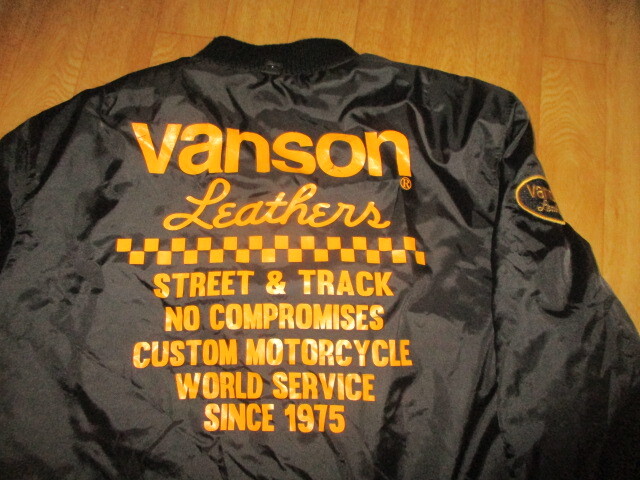 vanson®
Leathers
STREET & TRACK
NO COMPROMISES
CUSTOM MOTORCYCLE
WORLD SERVICE
SINCE 1975